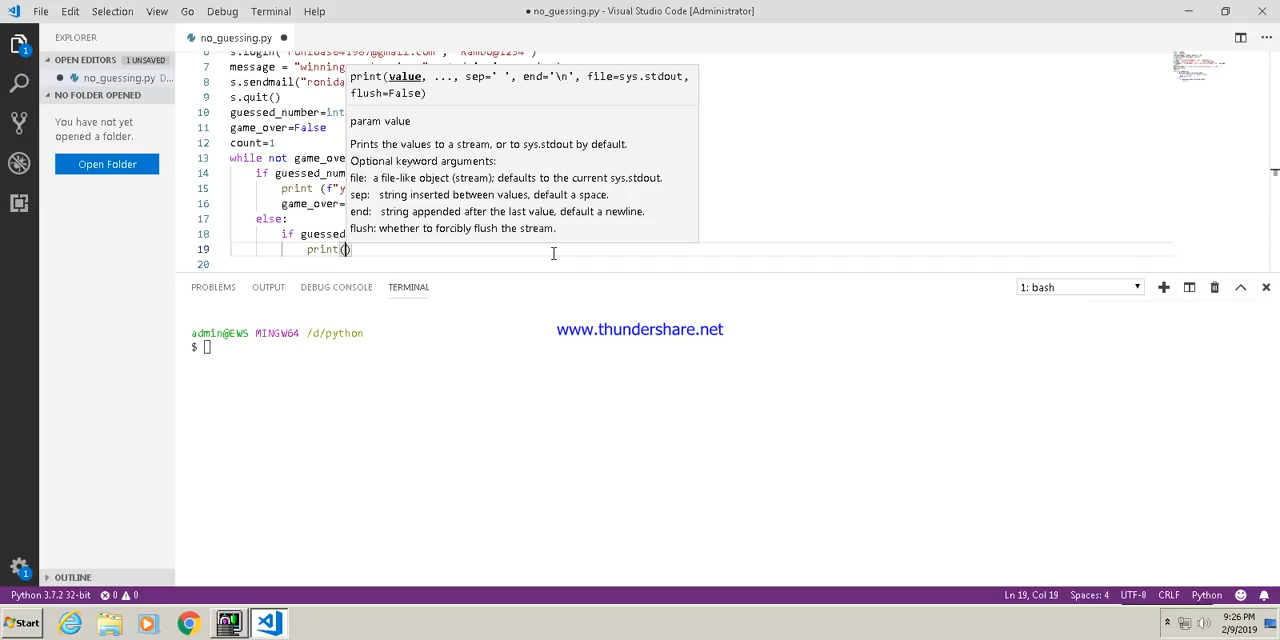 File Edit Selection View Go Debug Terminal Help
● no_guessing.py - Visual Studio Code [Administrator]
EXPLORER
OPEN EDITORS 1 UNSAVED
● no_guessing.py D...
NO FOLDER OPENED
You have not yet
opened a folder.
Open Folder
OUTLINE
no_guessing.py ●
7 message = "winning
8 s.sendmail("ronida
9 s.quit()
10 guessed_number=int
11 game_over=False
12 count=1
13 while not game_ove
14 if guessed_num
15 print (f"y
16 game_over=
17 else:
18 if guessed
19 print()
20
print(value, ..., sep=' ', end='\n', file=sys.stdout,
flush=False)
param value
Prints the values to a stream, or to sys.stdout by default.
Optional keyword arguments:
file: a file-like object (stream); defaults to the current sys.stdout.
sep: string inserted between values, default a space.
end: string appended after the last value, default a newline.
flush: whether to forcibly flush the stream.
PROBLEMS OUTPUT DEBUG CONSOLE TERMINAL
1: bash
admin@EWS MINGW64 /d/python
$
www.thundershare.net
Python 3.7.2 32-bit 0 0
Ln 19, Col 19 Spaces: 4 UTF-8 CRLF Python
Start
9:26 PM
2/9/2019